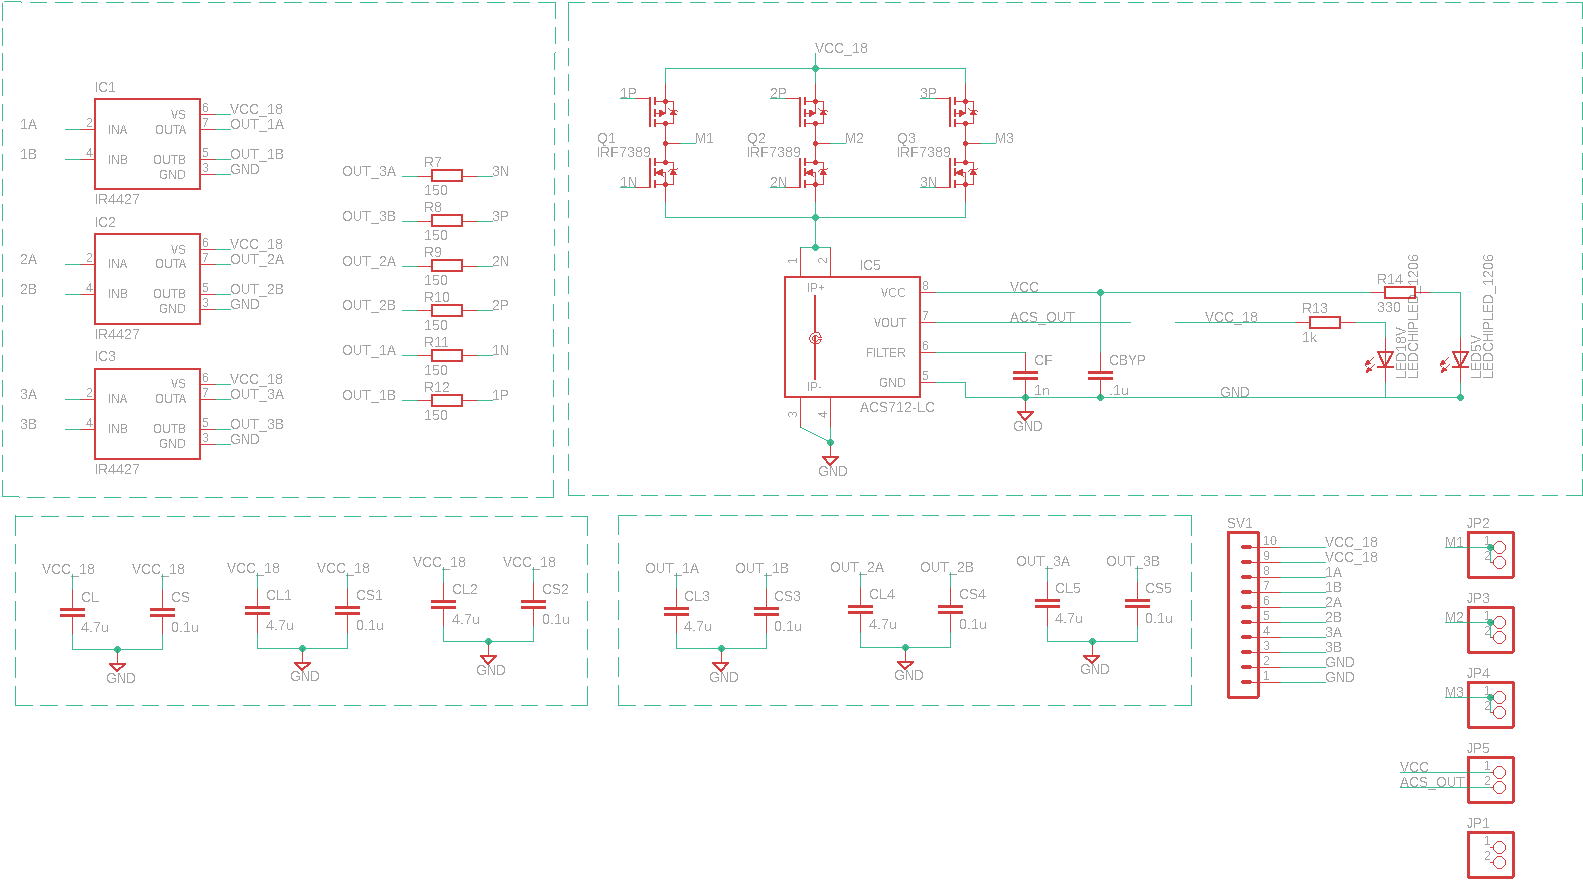 IC1
1A
2
INA
VS
6
VCC_18
OUTA
7
OUT_1A
1B
4
INB
OUTB
5
OUT_1B
GND
3
GND
IR4427
IC2
2A
2
INA
VS
6
VCC_18
OUTA
7
OUT_2A
2B
4
INB
OUTB
5
OUT_2B
GND
3
GND
IR4427
IC3
3A
2
INA
VS
6
VCC_18
OUTA
7
OUT_3A
3B
4
INB
OUTB
5
OUT_3B
GND
3
GND
IR4427
R7
OUT_3A
3N
150
R8
OUT_3B
3P
150
R9
OUT_2A
2N
150
R10
OUT_2B
2P
150
R11
OUT_1A
1N
150
R12
OUT_1B
1P
150
VCC_18
1P
2P
3P
Q1
M1
Q2
M2
Q3
M3
IRF7389
IRF7389
IRF7389
1N
2N
3N
1
2
IC5
IP+
VCC
8
VCC
VOUT
7
ACS_OUT
FILTER
6
GND
5
IP-
3
4
ACS712-LC
GND
CF
1n
CBYP
.1u
GND
GND
VCC_18
R13
1k
R14
330
LED18V
LEDCHIPLED_1206
LED5V
LEDCHIPLED_1206
VCC_18
VCC_18
VCC_18
VCC_18
VCC_18
VCC_18
CL
CS
CL1
CS1
CL2
CS2
4.7u
0.1u
4.7u
0.1u
4.7u
0.1u
GND
GND
GND
OUT_1A
OUT_1B
OUT_2A
OUT_2B
OUT_3A
OUT_3B
CL3
CS3
CL4
CS4
CL5
CS5
4.7u
0.1u
4.7u
0.1u
4.7u
0.1u
GND
GND
GND
SV1
10
VCC_18
9
VCC_18
8
1A
7
1B
6
2A
5
2B
4
3A
3
3B
2
GND
1
GND
JP2
M1
1
2
JP3
M2
1
2
JP4
M3
1
2
JP5
VCC
1
ACS_OUT
2
JP1
1
2